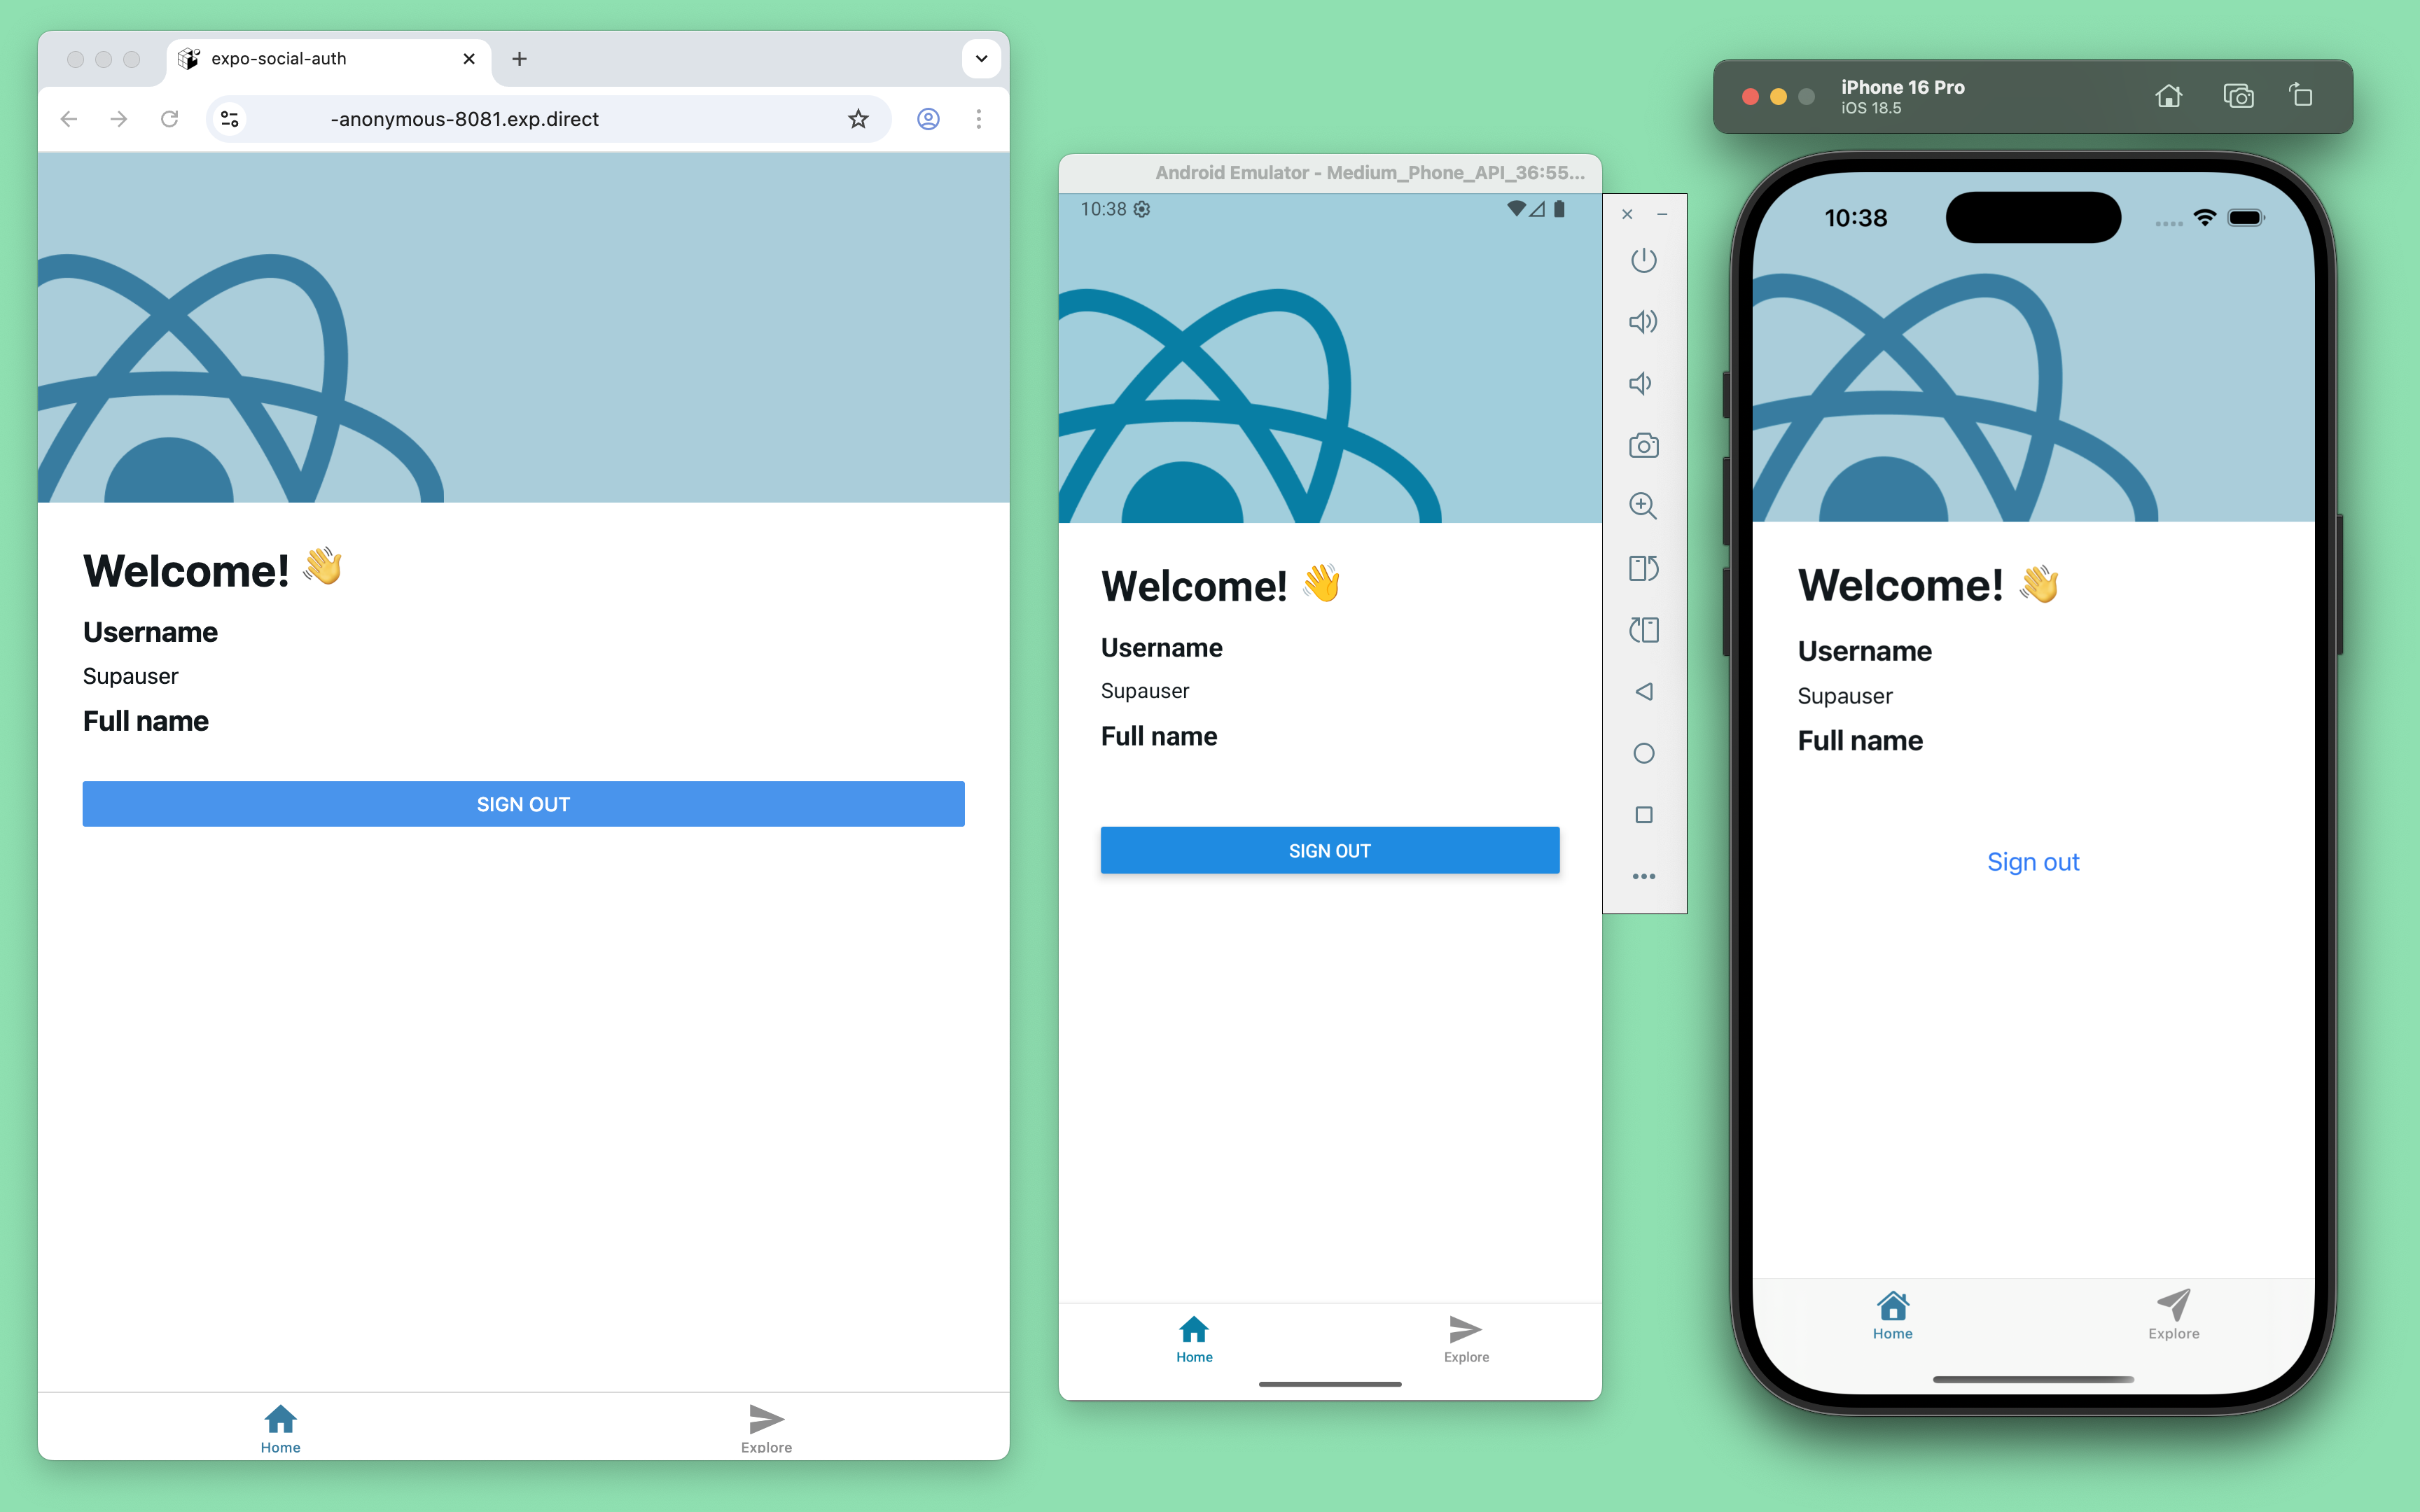 expo-social-auth
-anonymous-8081.exp.direct
Welcome! 👋
Username
Supauser
Full name
SIGN OUT
Home
Explore
Android Emulator - Medium_Phone_API_36:55...
10:38
Welcome! 👋
Username
Supauser
Full name
SIGN OUT
Home
Explore
iPhone 16 Pro
iOS 18.5
10:38
Welcome! 👋
Username
Supauser
Full name
Sign out
Home
Explore